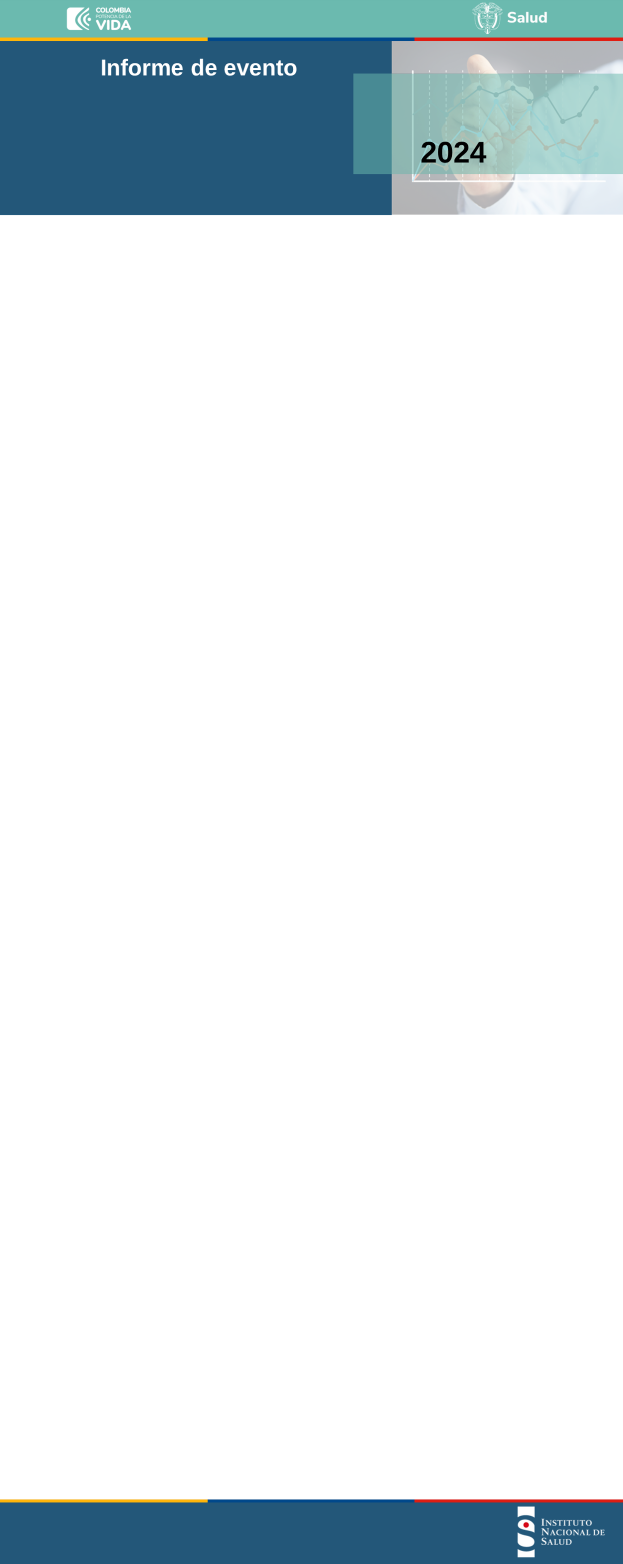 COLOMBIA
POTENCIA DE LA
VIDA
Salud
Informe de evento
2024
INSTITUTO
NACIONAL DE
SALUD